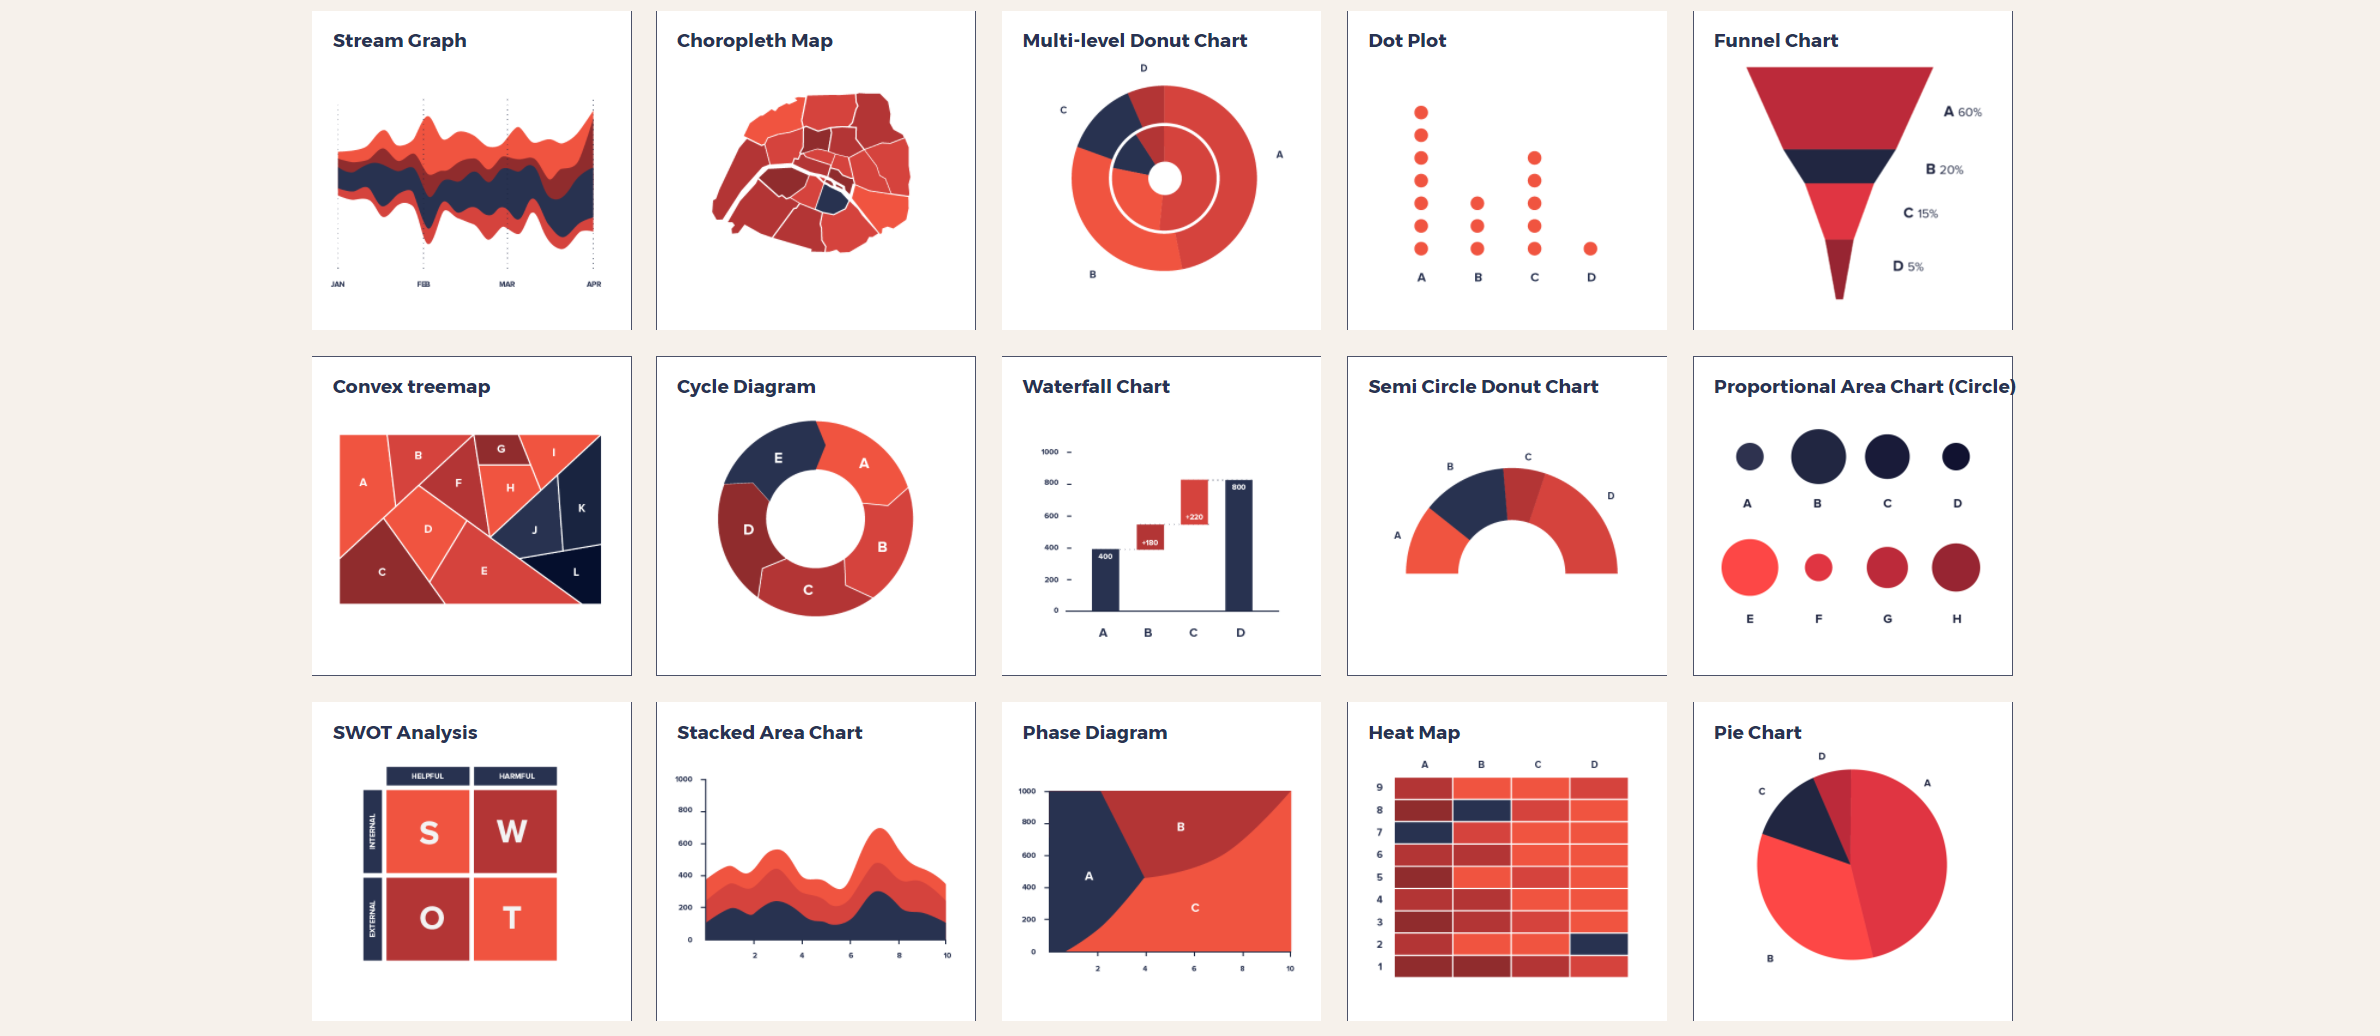 Stream Graph
JAN FEB MAR APR
Choropleth Map
Multi-level Donut Chart
D
C
A
B
Dot Plot
A B C D
Funnel Chart
A 60%
B 20%
C 15%
D 5%
Convex treemap
G
B
I
A
F
H
K
D
J
C
E
L
Cycle Diagram
E
A
D
B
C
Waterfall Chart
1000
800
600
400
200
0
400
+180
+220
800
A B C D
Semi Circle Donut Chart
C
B
D
A
Proportional Area Chart (Circle)
A B C D
E F G H
SWOT Analysis
HELPFUL HARMFUL
INTERNAL
S W
EXTERNAL
O T
Stacked Area Chart
1000
800
600
400
200
0
2 4 6 8 10
Phase Diagram
1000
800
600
400
200
0
B
A
C
2 4 6 8 10
Heat Map
A B C D
9
8
7
6
5
4
3
2
1
Pie Chart
D
A
C
B